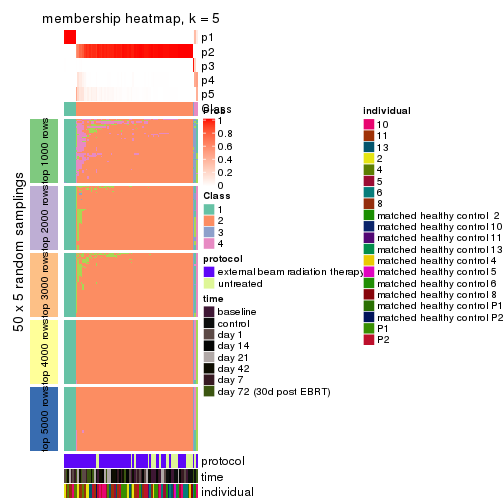 membership heatmap, k = 5
p1
p2
p3
p4
p5
Class
Prob
1
0.8
0.6
0.4
0.2
0
Class
1
2
3
4
protocol
external beam radiation therapy
untreated
time
baseline
control
day 1
day 14
day 21
day 42
day 7
day 72 (30d post EBRT)
individual
10
11
13
2
4
5
6
8
matched healthy control 2
matched healthy control 10
matched healthy control 11
matched healthy control 13
matched healthy control 4
matched healthy control 5
matched healthy control 6
matched healthy control 8
matched healthy control P1
matched healthy control P2
P1
P2
50 x 5 random samplings
top 1000 rows
top 2000 rows
top 3000 rows
top 4000 rows
top 5000 rows
protocol
time
individual